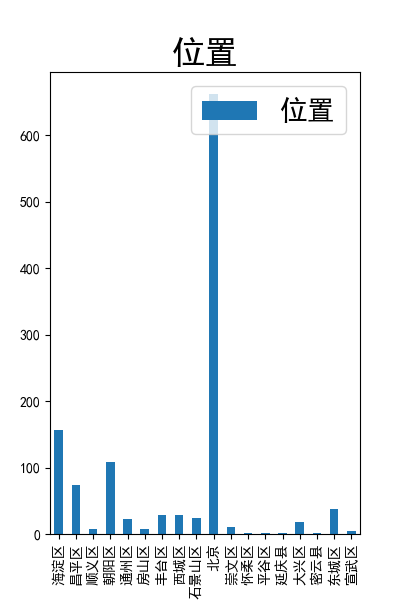 位置
位置
600
500
400
300
200
100
0
海淀区
昌平区
顺义区
朝阳区
通州区
房山区
丰台区
西城区
石景山区
北京
崇文区
怀柔区
平谷区
延庆县
大兴区
密云县
东城区
宣武区